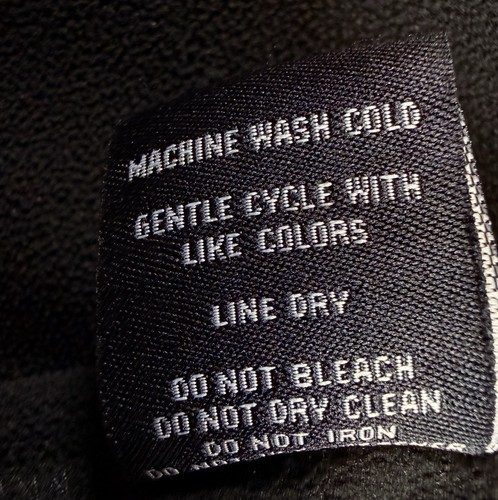 MACHINE WASH COLD
GENTLE CYCLE WITH
LIKE COLORS
LINE DRY
DO NOT BLEACH
DO NOT DRY CLEAN
DO NOT IRON
DO